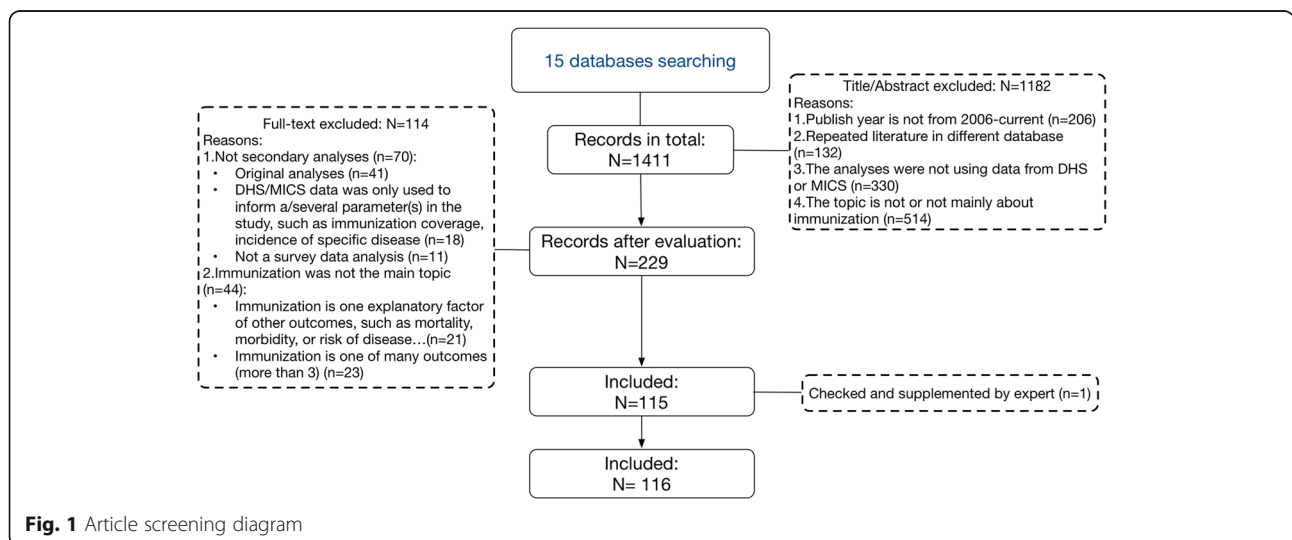 15 databases searching
Title/Abstract excluded: N=1182
Reasons:
1.Publish year is not from 2006-current (n=206)
2.Repeated literature in different database
(n=132)
3.The analyses were not using data from DHS
or MICS (n=330)
4.The topic is not or not mainly about
immunization (n=514)
Records in total:
N=1411
Full-text excluded: N=114
Reasons:
1.Not secondary analyses (n=70):
• Original analyses (n=41)
• DHS/MICS data was only used to
inform a/several parameter(s) in the
study, such as immunization coverage,
incidence of specific disease (n=18)
• Not a survey data analysis (n=11)
2.Immunization was not the main topic
(n=44):
• Immunization is one explanatory factor
of other outcomes, such as mortality,
morbidity, or risk of disease…(n=21)
• Immunization is one of many outcomes
(more than 3) (n=23)
Records after evaluation:
N=229
Included:
N=115
Checked and supplemented by expert (n=1)
Included:
N= 116
Fig. 1 Article screening diagram